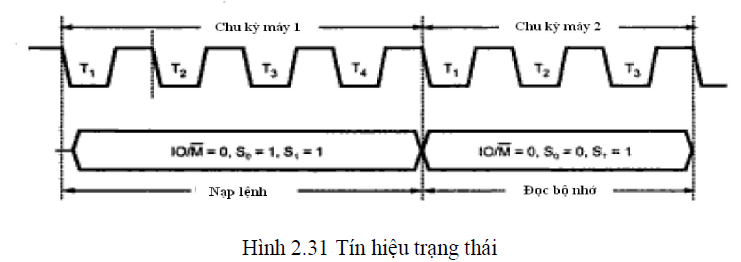 Chu kỳ máy 1 Chu kỳ máy 2
T₁ T₂ T₃ T₄ T₁ T₂ T₃
IO/M̅ = 0, S₀ = 1, S₁ = 1 IO/M̅ = 0, S₀ = 0, S₁ = 1
Nạp lệnh Đọc bộ nhớ
Hình 2.31 Tín hiệu trạng thái